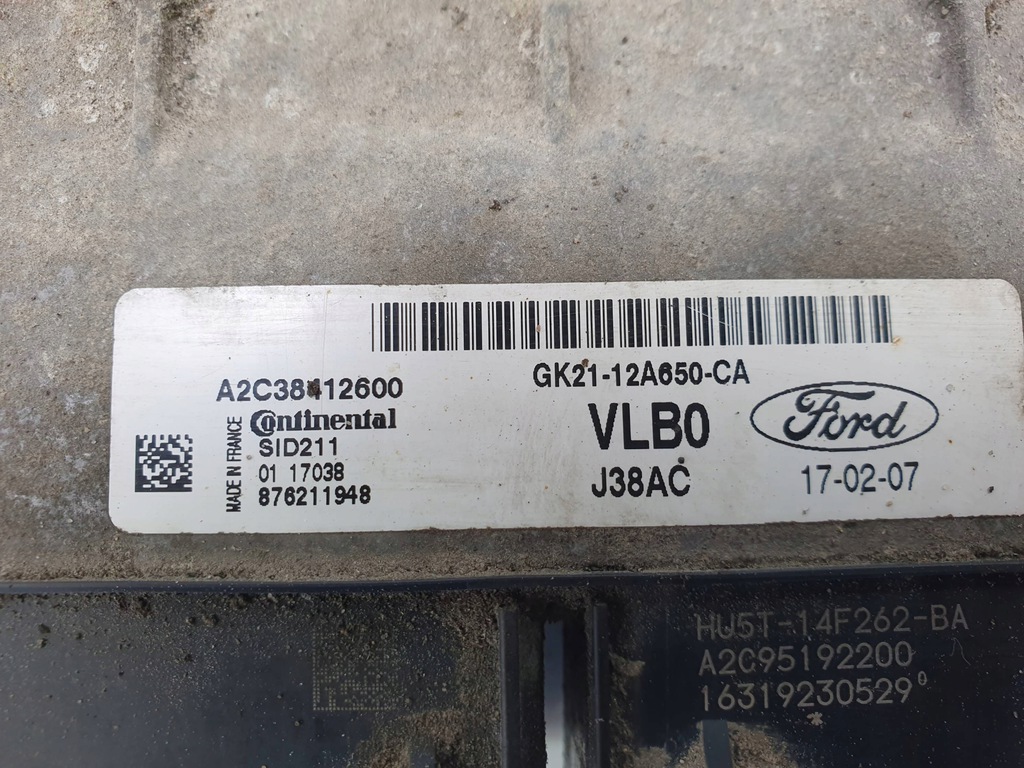 A2C38412600
Continental
SID211
01 17038
876211948
MADE IN FRANCE
GK21-12A650-CA
VLB0
J38AC
Ford
17-02-07
HU5T-14F262-BA
A2C95192200
16319230529
0